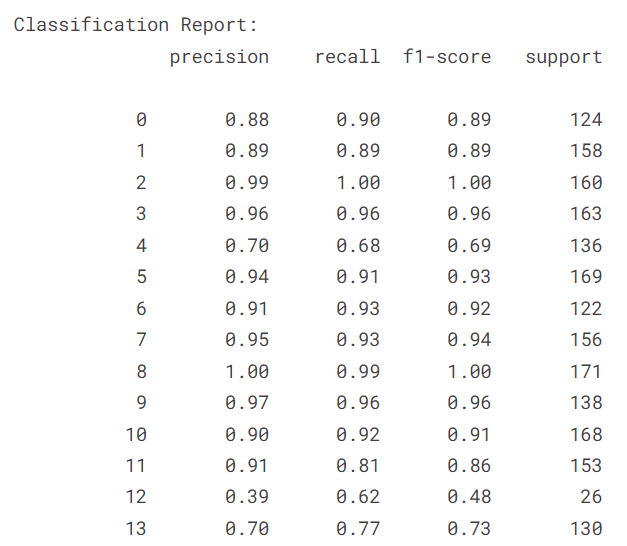 Classification Report:
precision recall f1-score support
0 0.88 0.90 0.89 124
1 0.89 0.89 0.89 158
2 0.99 1.00 1.00 160
3 0.96 0.96 0.96 163
4 0.70 0.68 0.69 136
5 0.94 0.91 0.93 169
6 0.91 0.93 0.92 122
7 0.95 0.93 0.94 156
8 1.00 0.99 1.00 171
9 0.97 0.96 0.96 138
10 0.90 0.92 0.91 168
11 0.91 0.81 0.86 153
12 0.39 0.62 0.48 26
13 0.70 0.77 0.73 130